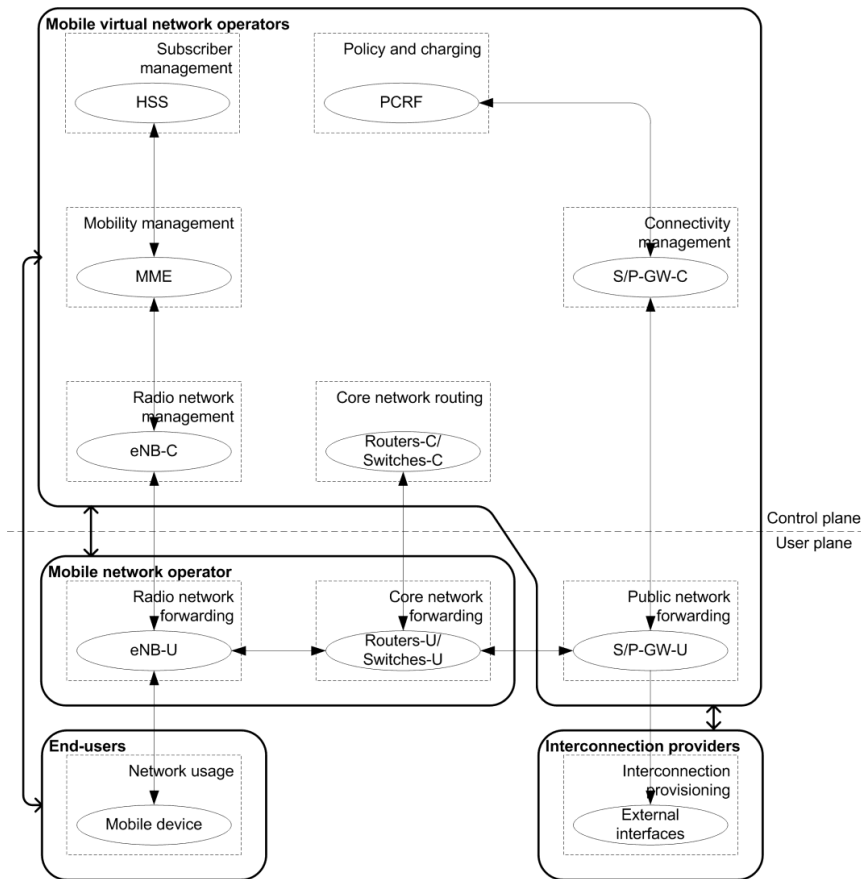 Mobile virtual network operators
Subscriber
management
HSS
Policy and charging
PCRF
Mobility management
MME
Connectivity
management
S/P-GW-C
Radio network
management
eNB-C
Core network routing
Routers-C/
Switches-C
Control plane
User plane
Mobile network operator
Radio network
forwarding
eNB-U
Core network
forwarding
Routers-U/
Switches-U
Public network
forwarding
S/P-GW-U
End-users
Network usage
Mobile device
Interconnection providers
Interconnection
provisioning
External
interfaces